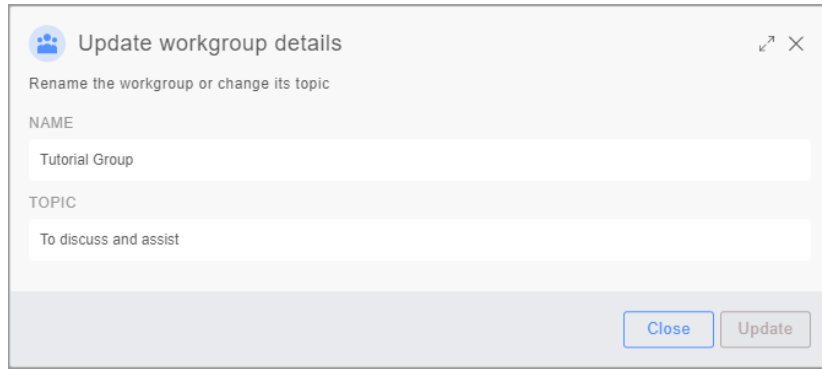 Update workgroup details
Rename the workgroup or change its topic
NAME
Tutorial Group
TOPIC
To discuss and assist
Close Update